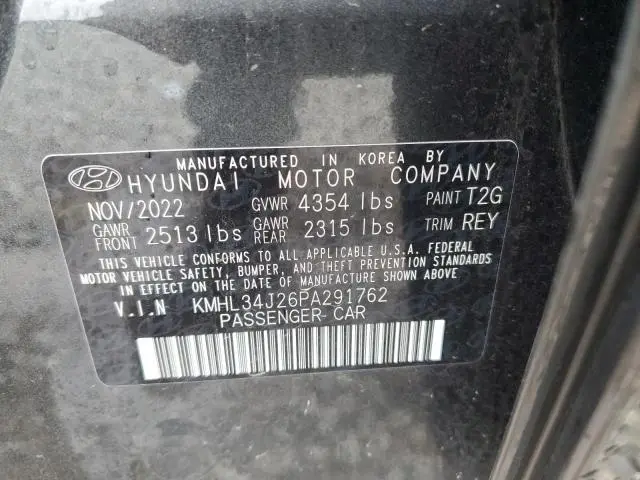 MANUFACTURED IN KOREA BY
HYUNDAI MOTOR COMPANY
NOV/2022 GVWR 4354 lbs PAINT T2G
GAWR FRONT 2513 lbs GAWR REAR 2315 lbs TRIM REY
THIS VEHICLE CONFORMS TO ALL APPLICABLE U.S.A. FEDERAL
MOTOR VEHICLE SAFETY, BUMPER, AND THEFT PREVENTION STANDARDS
IN EFFECT ON THE DATE OF MANUFACTURE SHOWN ABOVE
V.I.N KMHL34J26PA291762
PASSENGER CAR